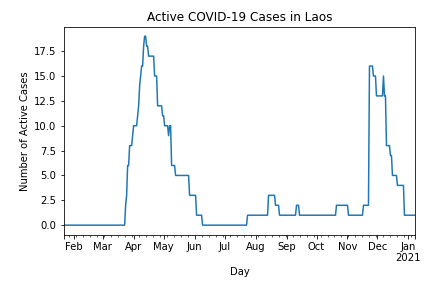 Active COVID-19 Cases in Laos
Number of Active Cases
17.5
15.0
12.5
10.0
7.5
5.0
2.5
0.0
Feb Mar Apr May Jun Jul Aug Sep Oct Nov Dec Jan
2021
Day